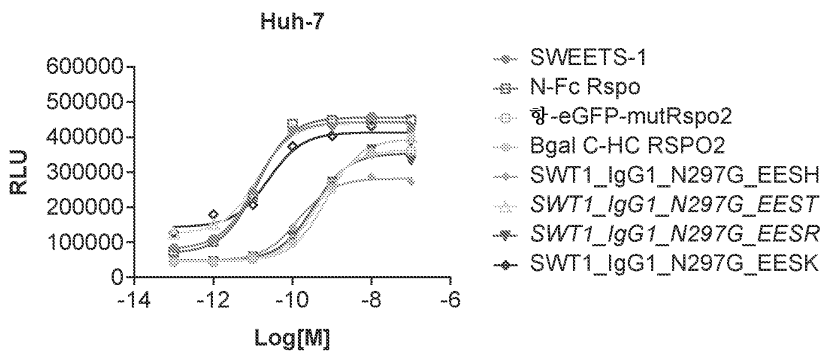 Huh-7
600000
500000
400000
300000
200000
100000
0
RLU
-14
-12
-10
-8
-6
Log[M]
SWEETS-1
N-Fc Rspo
항-eGFP-mutRspo2
Bgal C-HC RSPO2
SWT1_IgG1_N297G_EESH
SWT1_IgG1_N297G_EEST
SWT1_IgG1_N297G_EESR
SWT1_IgG1_N297G_EESK